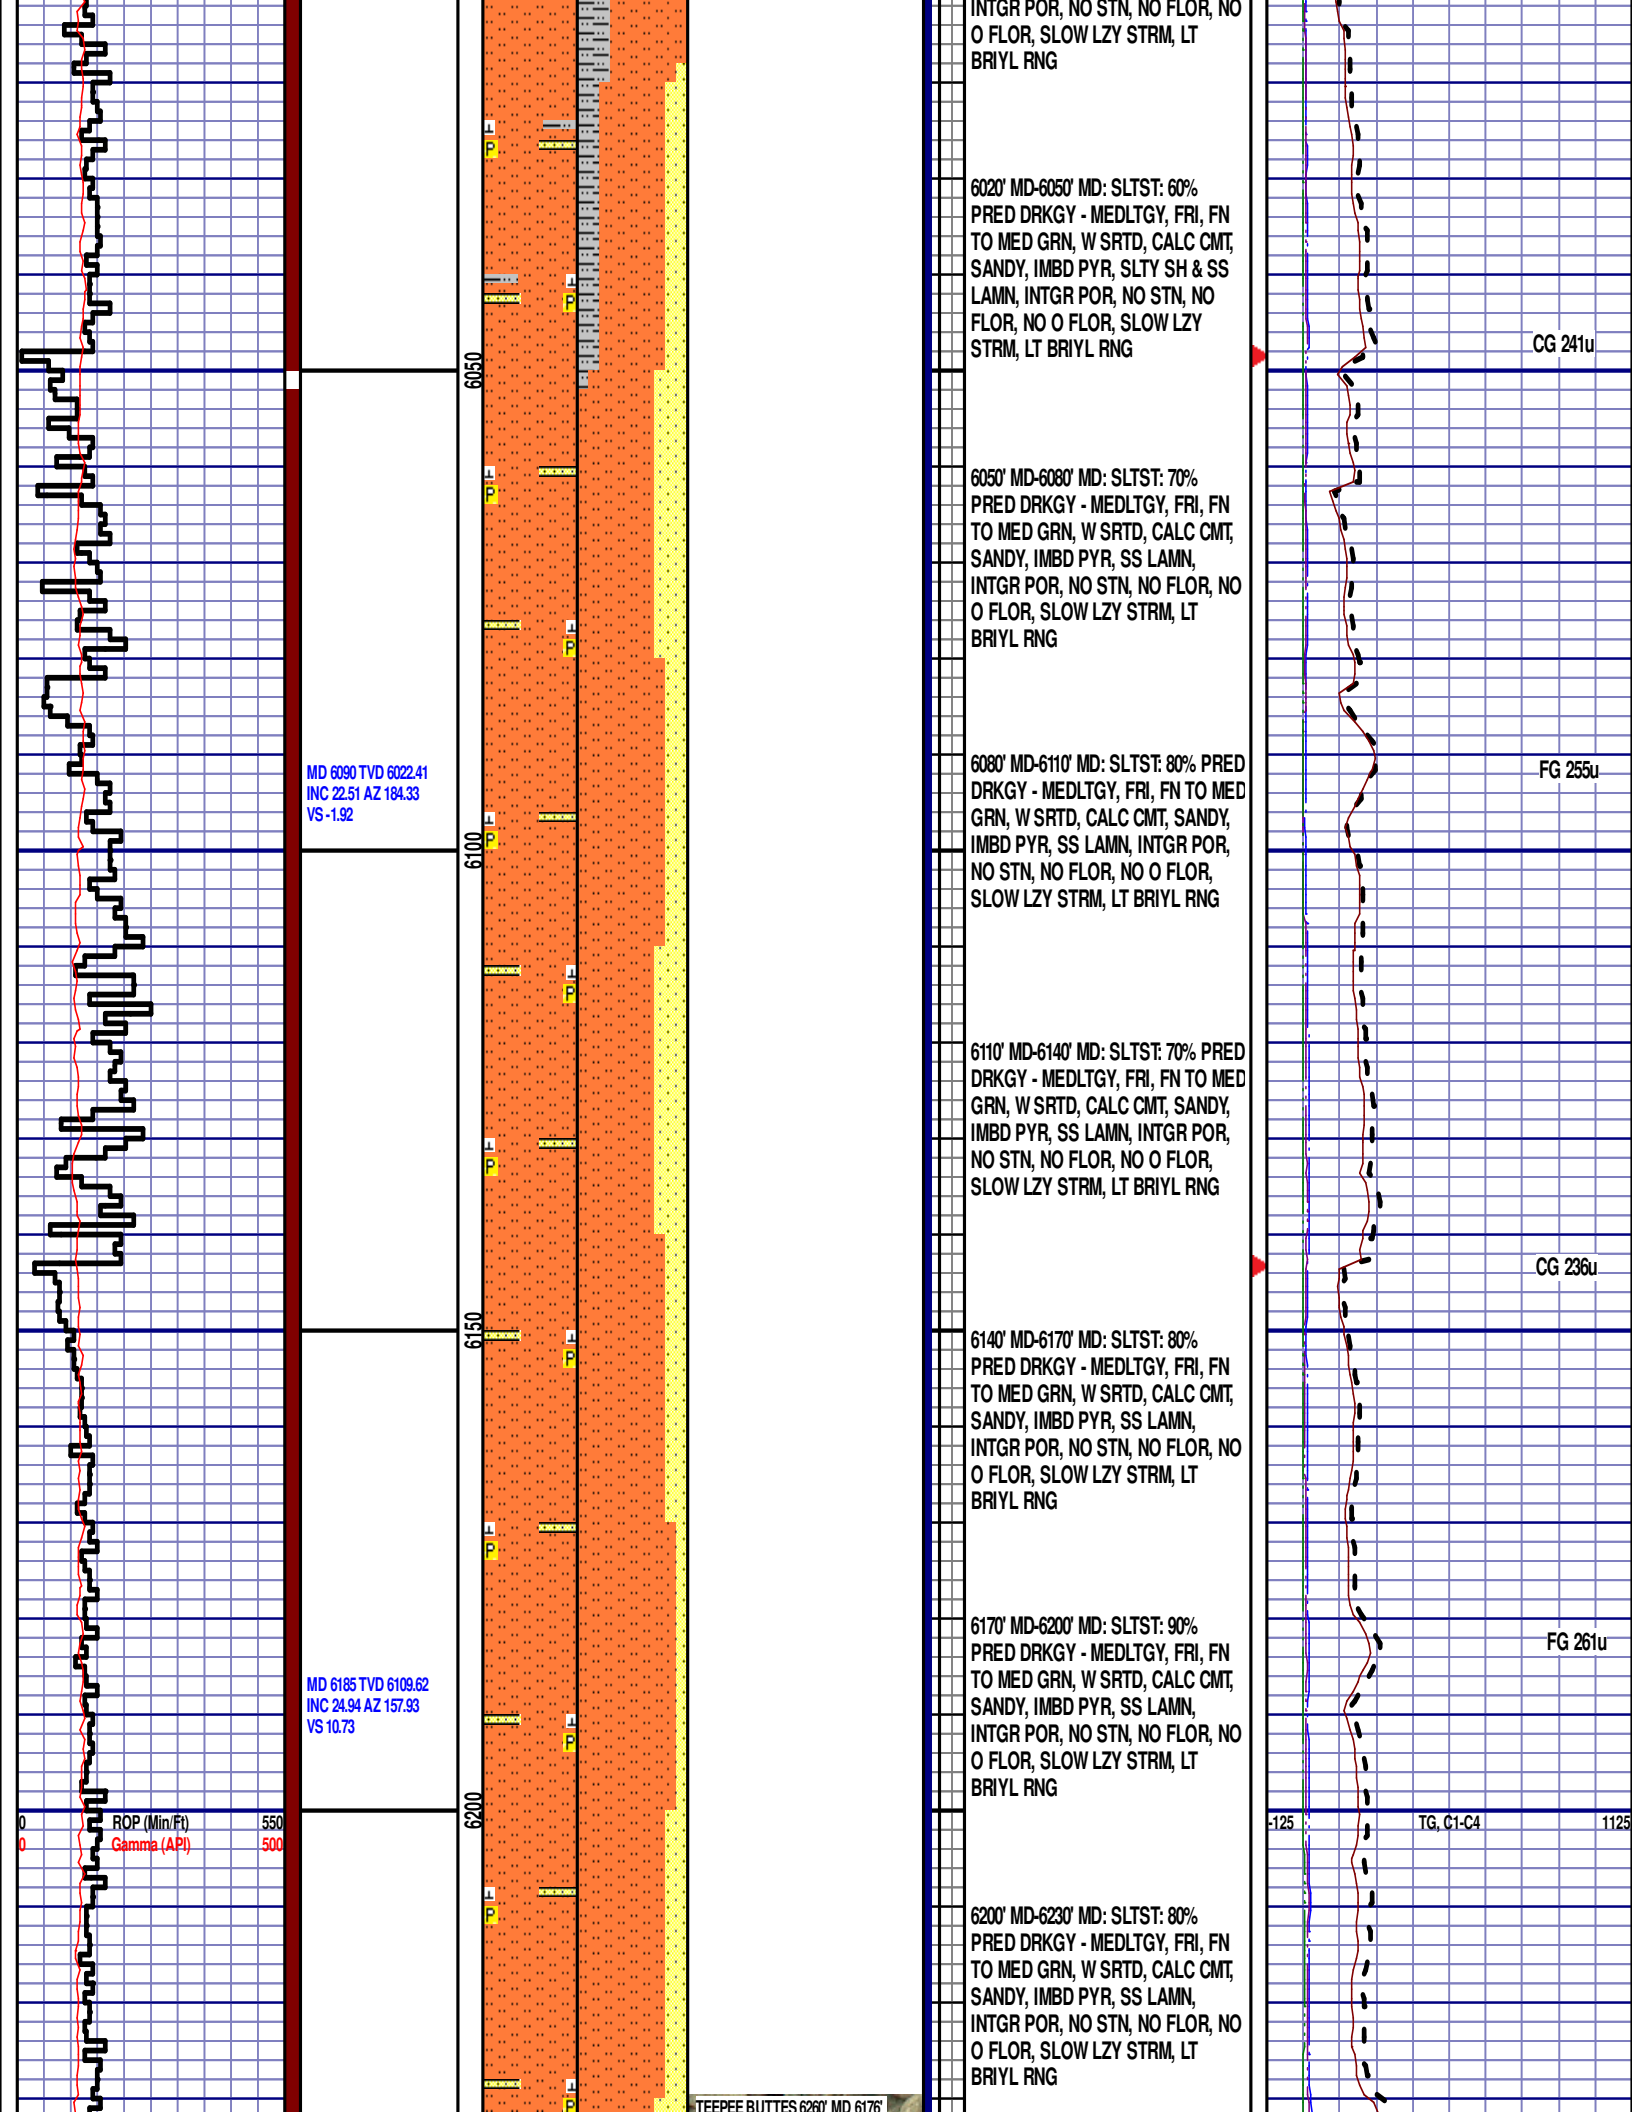 INTGR POR, NO STN, NO FLOR, NO
O FLOR, SLOW LZY STRM, LT
BRIYL RNG
6020' MD-6050' MD: SLTST: 60%
PRED DRKGY - MEDLTGY, FRI, FN
TO MED GRN, W SRTD, CALC CMT,
SANDY, IMBD PYR, SLTY SH & SS
LAMN, INTGR POR, NO STN, NO
FLOR, NO O FLOR, SLOW LZY
STRM, LT BRIYL RNG
CG 241u
6050
6050' MD-6080' MD: SLTST: 70%
PRED DRKGY - MEDLTGY, FRI, FN
TO MED GRN, W SRTD, CALC CMT,
SANDY, IMBD PYR, SS LAMN,
INTGR POR, NO STN, NO FLOR, NO
O FLOR, SLOW LZY STRM, LT
BRIYL RNG
MD 6090 TVD 6022.41
INC 22.51 AZ 184.33
VS -1.92
6100
6080' MD-6110' MD: SLTST: 80% PRED
DRKGY - MEDLTGY, FRI, FN TO MED
GRN, W SRTD, CALC CMT, SANDY,
IMBD PYR, SS LAMN, INTGR POR,
NO STN, NO FLOR, NO O FLOR,
SLOW LZY STRM, LT BRIYL RNG
FG 255u
6110' MD-6140' MD: SLTST: 70% PRED
DRKGY - MEDLTGY, FRI, FN TO MED
GRN, W SRTD, CALC CMT, SANDY,
IMBD PYR, SS LAMN, INTGR POR,
NO STN, NO FLOR, NO O FLOR,
SLOW LZY STRM, LT BRIYL RNG
CG 236u
6150
6140' MD-6170' MD: SLTST: 80%
PRED DRKGY - MEDLTGY, FRI, FN
TO MED GRN, W SRTD, CALC CMT,
SANDY, IMBD PYR, SS LAMN,
INTGR POR, NO STN, NO FLOR, NO
O FLOR, SLOW LZY STRM, LT
BRIYL RNG
MD 6185 TVD 6109.62
INC 24.94 AZ 157.93
VS 10.73
6170' MD-6200' MD: SLTST: 90%
PRED DRKGY - MEDLTGY, FRI, FN
TO MED GRN, W SRTD, CALC CMT,
SANDY, IMBD PYR, SS LAMN,
INTGR POR, NO STN, NO FLOR, NO
O FLOR, SLOW LZY STRM, LT
BRIYL RNG
FG 261u
6200
0 ROP (Min/Ft) 550
0 Gamma (API) 500
-125 TG, C1-C4 1125
6200' MD-6230' MD: SLTST: 80%
PRED DRKGY - MEDLTGY, FRI, FN
TO MED GRN, W SRTD, CALC CMT,
SANDY, IMBD PYR, SS LAMN,
INTGR POR, NO STN, NO FLOR, NO
O FLOR, SLOW LZY STRM, LT
BRIYL RNG
TEEPEE BUTTES 6260' MD 6176'
P
P
P
P
P
P
P
P
P
P
P
P
P